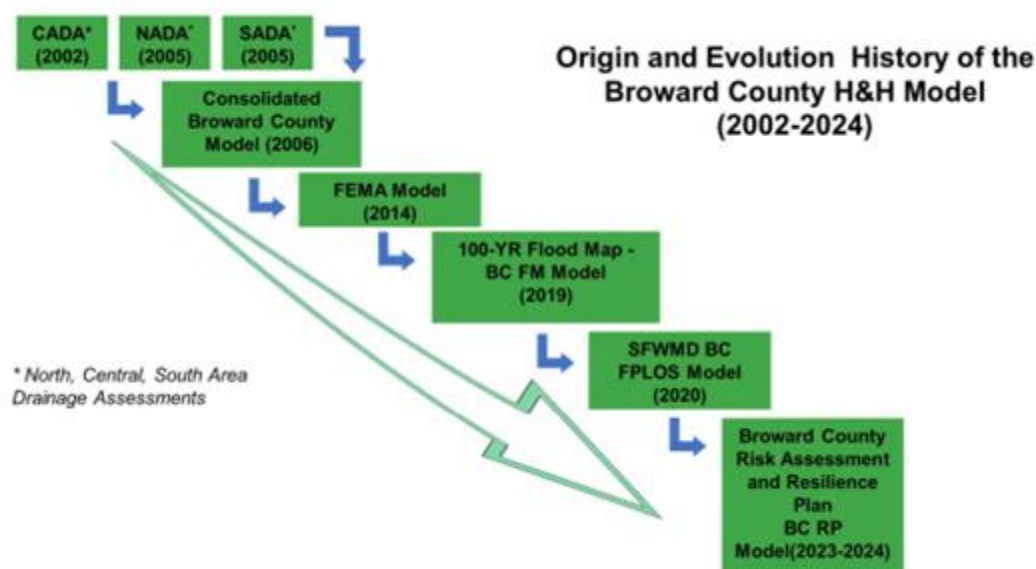 CADA*
(2002)
NADA*
(2005)
SADA*
(2005)
Origin and Evolution History of the
Broward County H&H Model
(2002-2024)
Consolidated
Broward County
Model (2006)
FEMA Model
(2014)
100-YR Flood Map -
BC FM Model
(2019)
SFWMD BC
FPLOS Model
(2020)
* North, Central, South Area
Drainage Assessments
Broward County
Risk Assessment
and Resilience
Plan
BC RP
Model(2023-2024)